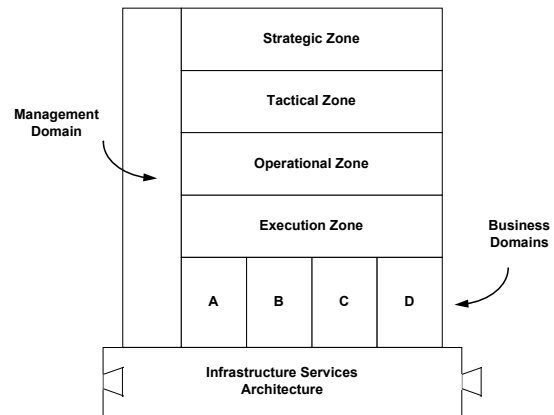 Strategic Zone
Tactical Zone
Management
Domain
Operational Zone
Execution Zone
Business
Domains
A
B
C
D
Infrastructure Services
Architecture